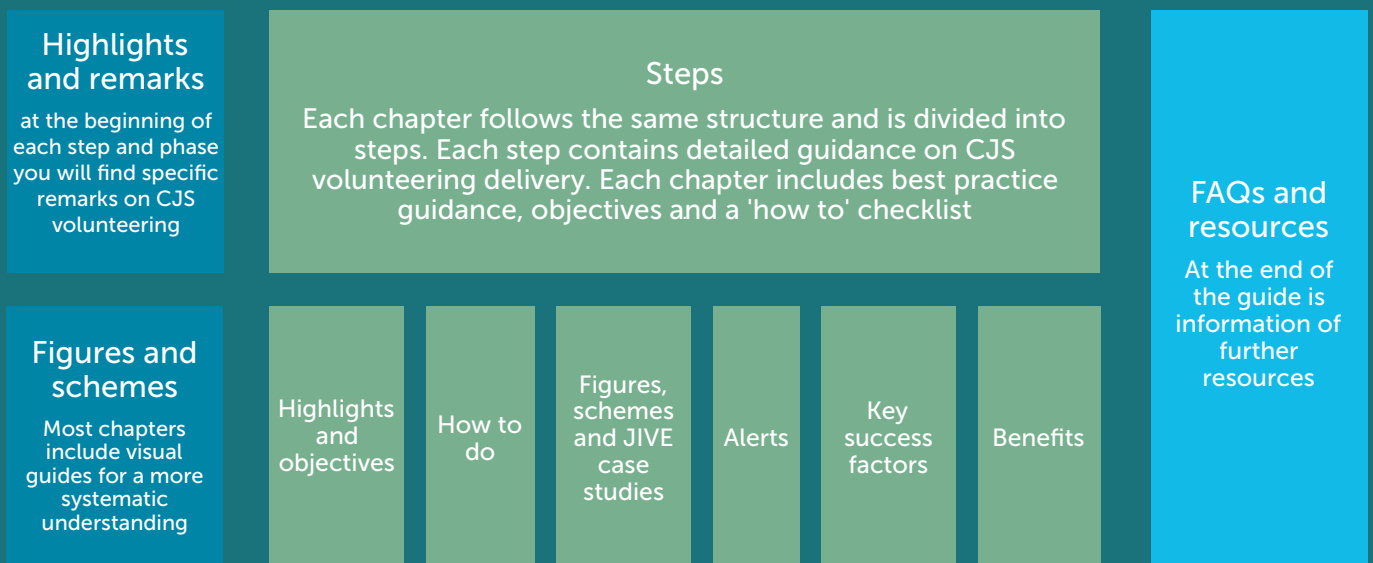 Highlights
and remarks
at the beginning of
each step and phase
you will find specific
remarks on CJS
volunteering
Steps
Each chapter follows the same structure and is divided into
steps. Each step contains detailed guidance on CJS
volunteering delivery. Each chapter includes best practice
guidance, objectives and a 'how to' checklist
FAQs and
resources
At the end of
the guide is
information of
further
resources
Figures and
schemes
Most chapters
include visual
guides for a more
systematic
understanding
Highlights
and
objectives
How to
do
Figures,
schemes
and JIVE
case
studies
Alerts
Key
success
factors
Benefits